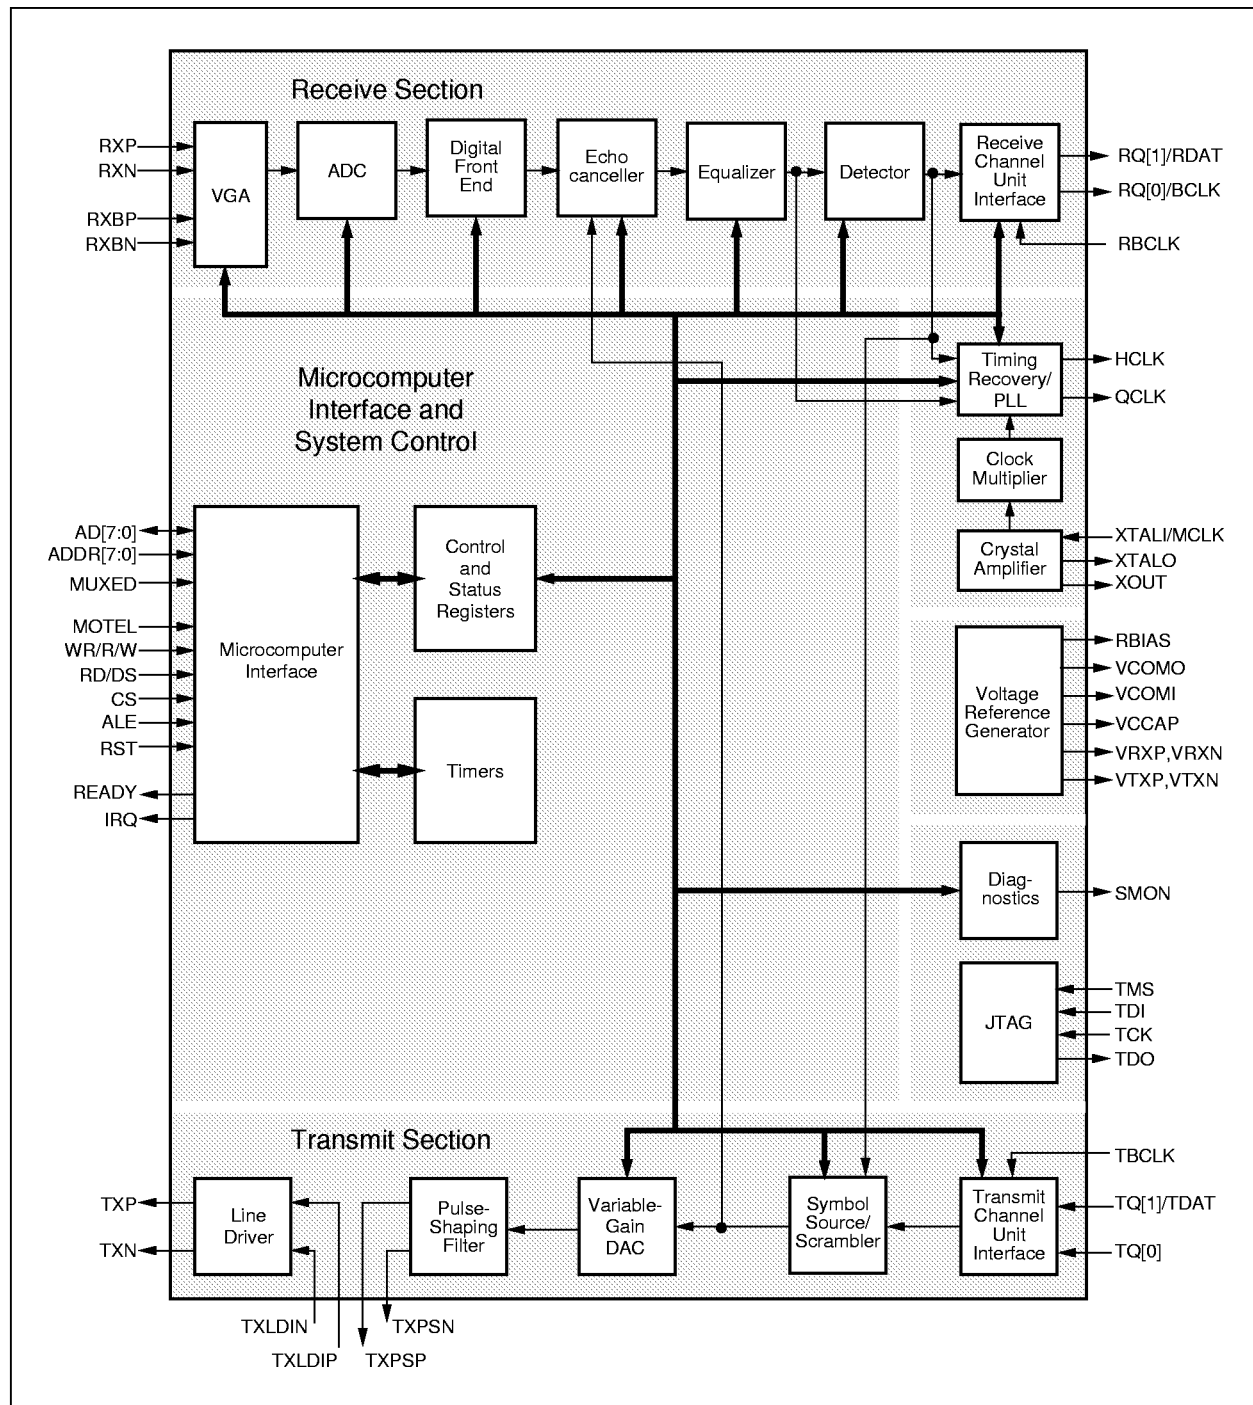 Receive Section
RXP
RXN
RXBP
RXBN
VGA
ADC
Digital
Front
End
Echo
canceller
Equalizer
Detector
Receive
Channel
Unit
Interface
RQ[1]/RDAT
RQ[0]/BCLK
RBCLK
Microcomputer
Interface and
System Control
Timing
Recovery/
PLL
HCLK
QCLK
Clock
Multiplier
Crystal
Amplifier
XTALI/MCLK
XTALO
XOUT
AD[7:0]
ADDR[7:0]
MUXED
MOTEL
WR/R/W
RD/DS
CS
ALE
RST
READY
IRQ
Microcomputer
Interface
Control
and
Status
Registers
Timers
Voltage
Reference
Generator
RBIAS
VCOMO
VCOMI
VCCAP
VRXP,VRXN
VTXP,VTXN
Diag-
nostics
SMON
JTAG
TMS
TDI
TCK
TDO
Transmit Section
TXP
TXN
Line
Driver
Pulse-
Shaping
Filter
Variable-
Gain
DAC
Symbol
Source/
Scrambler
Transmit
Channel
Unit
Interface
TBCLK
TQ[1]/TDAT
TQ[0]
TXLDIN
TXLDIP
TXPSN
TXPSP